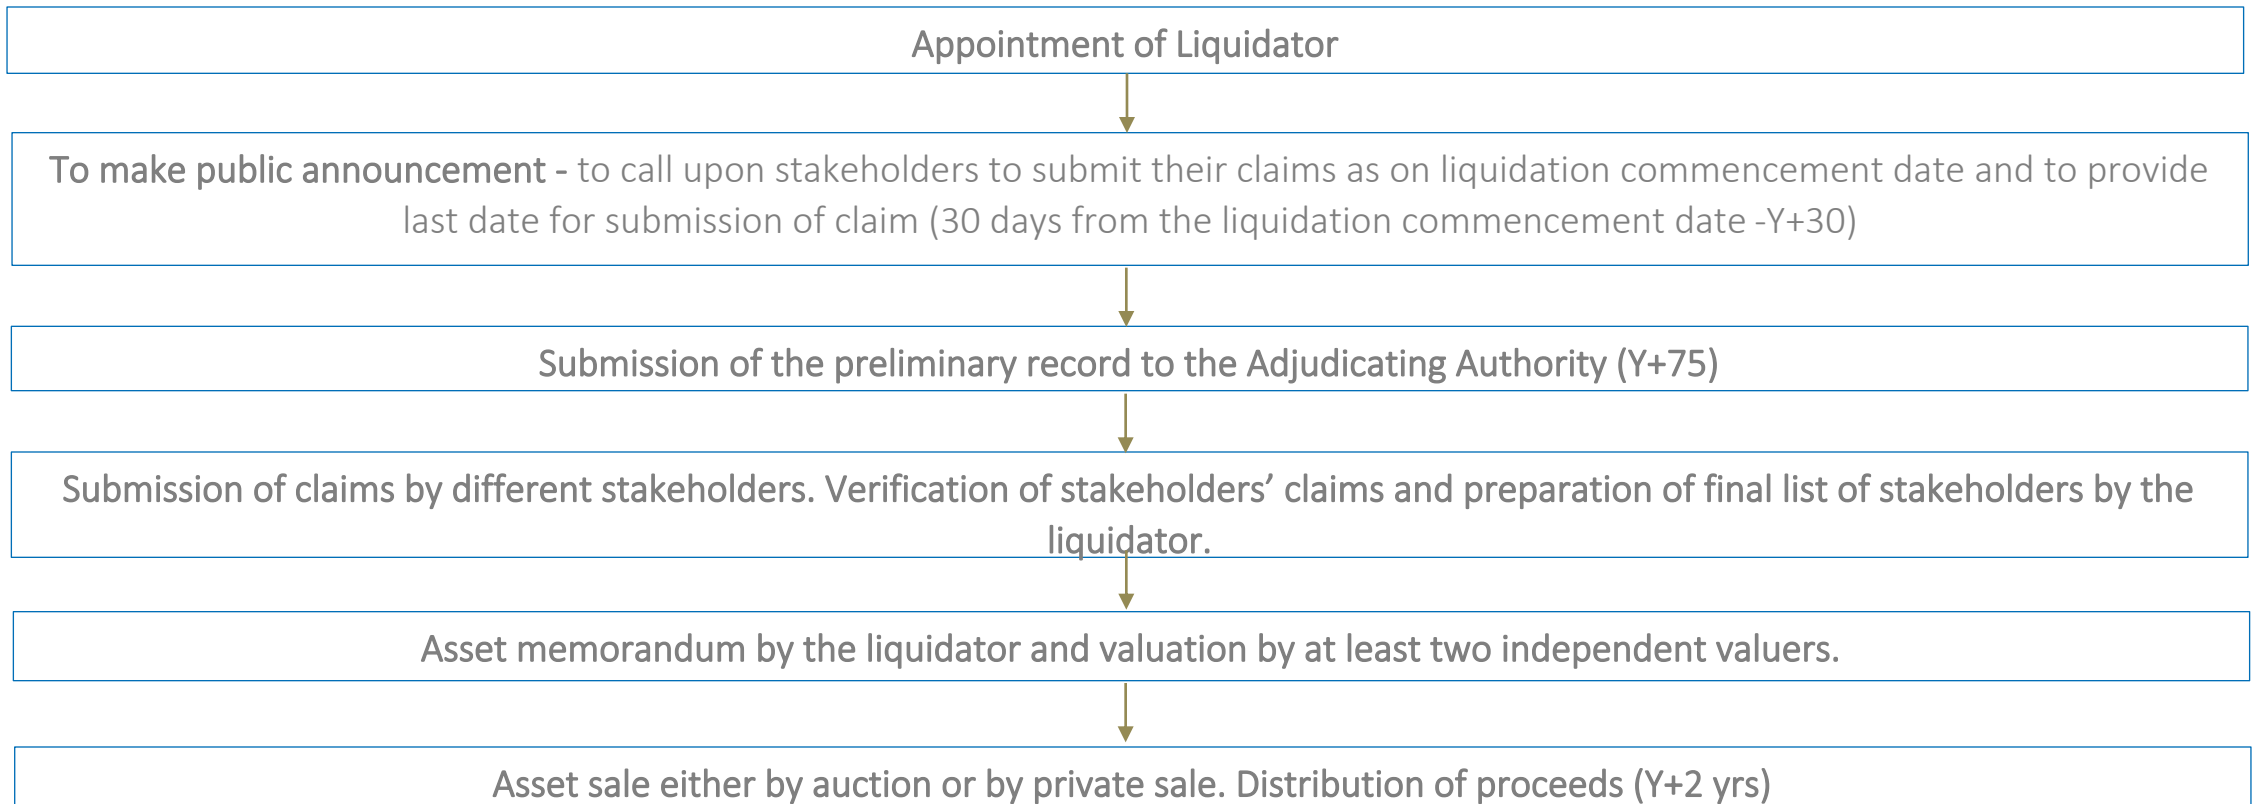 Appointment of Liquidator
To make public announcement - to call upon stakeholders to submit their claims as on liquidation commencement date and to provide
last date for submission of claim (30 days from the liquidation commencement date -Y+30)
Submission of the preliminary record to the Adjudicating Authority (Y+75)
Submission of claims by different stakeholders. Verification of stakeholders’ claims and preparation of final list of stakeholders by the
liquidator.
Asset memorandum by the liquidator and valuation by at least two independent valuers.
Asset sale either by auction or by private sale. Distribution of proceeds (Y+2 yrs)